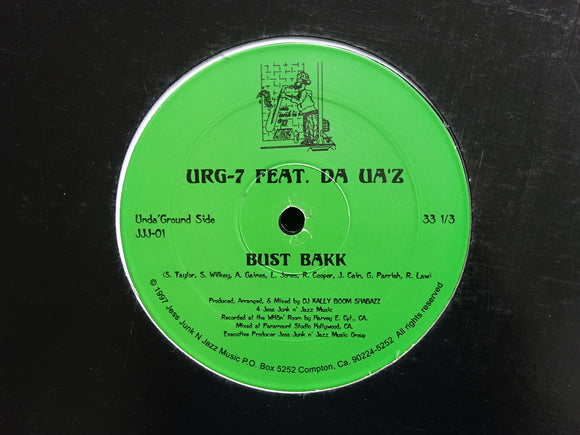 URG-7 FEAT. DA UA'Z
Unda'Ground Side
33 1/3
JJJ-01
BUST BAKK
(S. Taylor, S. Wilkey, A. Gaines, L. Jones, R. Cooper, J. Cain, G. Parrish, R. Law)
Produced, Arranged, & Mixed by DJ KALLY BOOM SHABAZZ
4 Jess Junk n' Jazz Music
Recorded at the Room by Harvey E. Cpt., CA.
Mixed at Paramount Studio Hollywood, CA.
Executive Producer Jess Junk n' Jazz Music Group
© 1997 Jess Junk N Jazz Music P.O. Box 5252 Compton, Ca. 90224-5252 All rights reserved